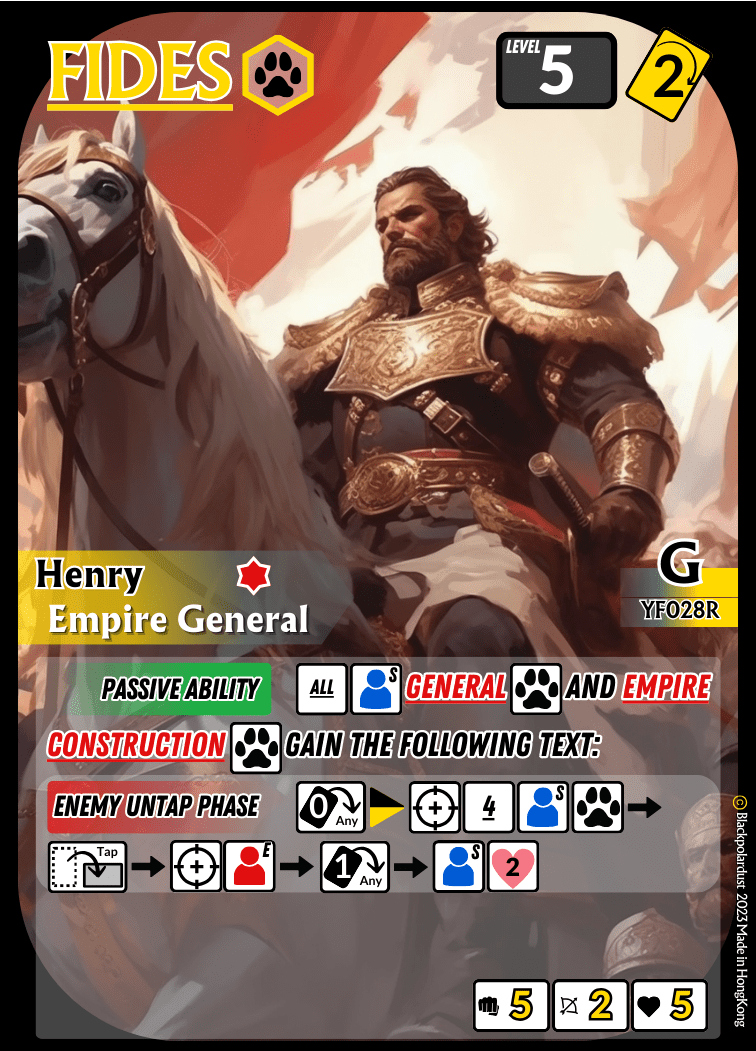 FIDES
LEVEL 5
2
Henry
Empire General
G
YF028R
PASSIVE ABILITY ALL S GENERAL AND EMPIRE
CONSTRUCTION GAIN THE FOLLOWING TEXT:
ENEMY UNTAP PHASE 0 Any 4 S
Tap E 1 Any S 2
5 2 5
© Blackpolardust 2023 Made in HongKong